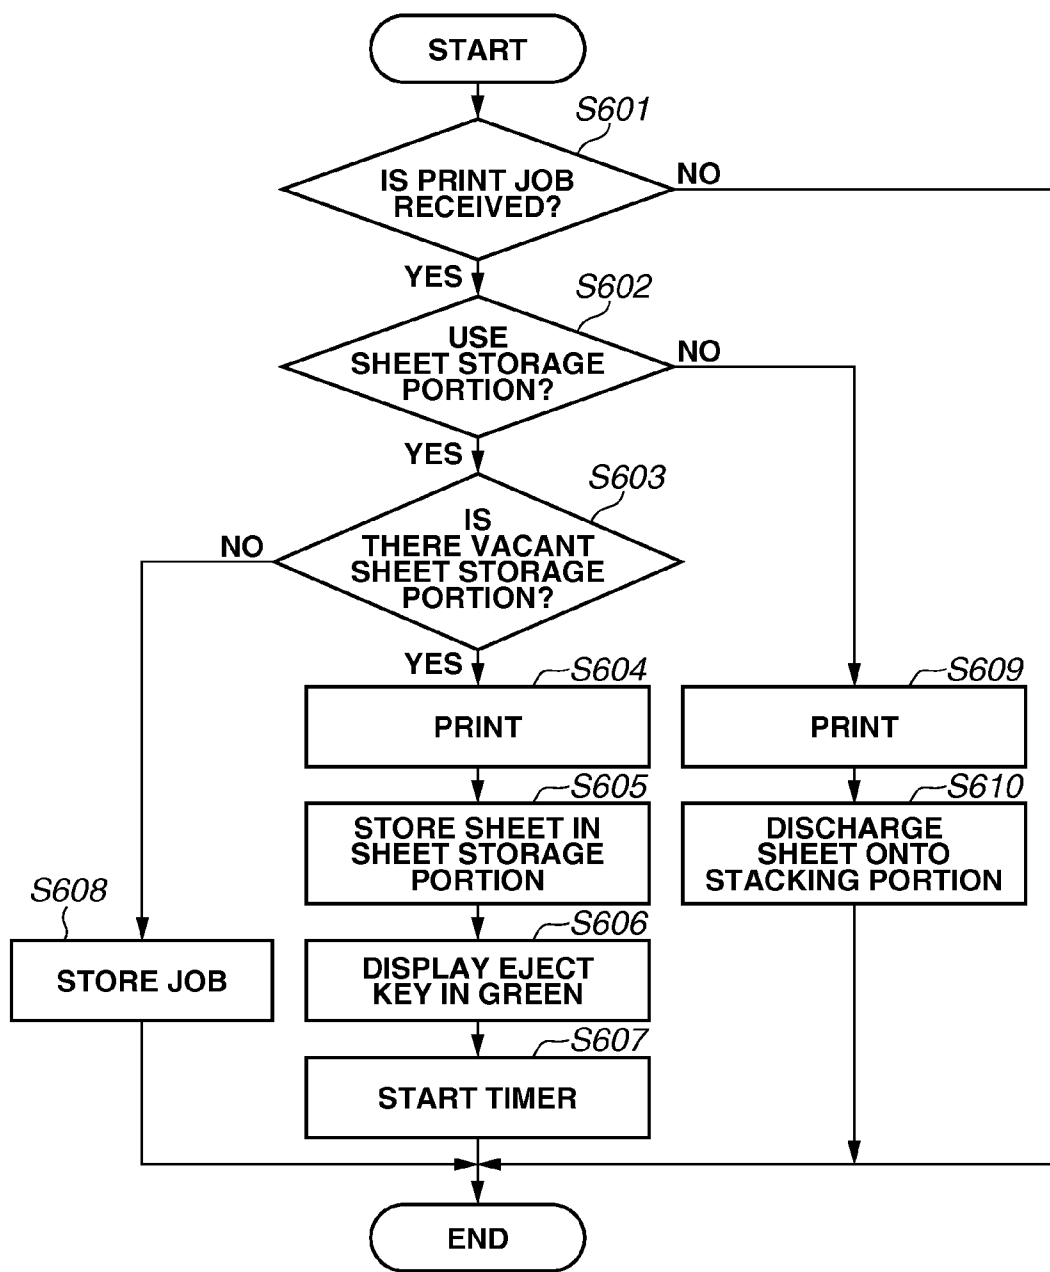 START
S601
IS PRINT JOB
RECEIVED?
NO
YES
S602
USE
SHEET STORAGE
PORTION?
NO
YES
S603
IS
THERE VACANT
SHEET STORAGE
PORTION?
NO
YES
S604
PRINT
S609
PRINT
S605
STORE SHEET IN
SHEET STORAGE
PORTION
S610
DISCHARGE
SHEET ONTO
STACKING PORTION
S608
STORE JOB
S606
DISPLAY EJECT
KEY IN GREEN
S607
START TIMER
END